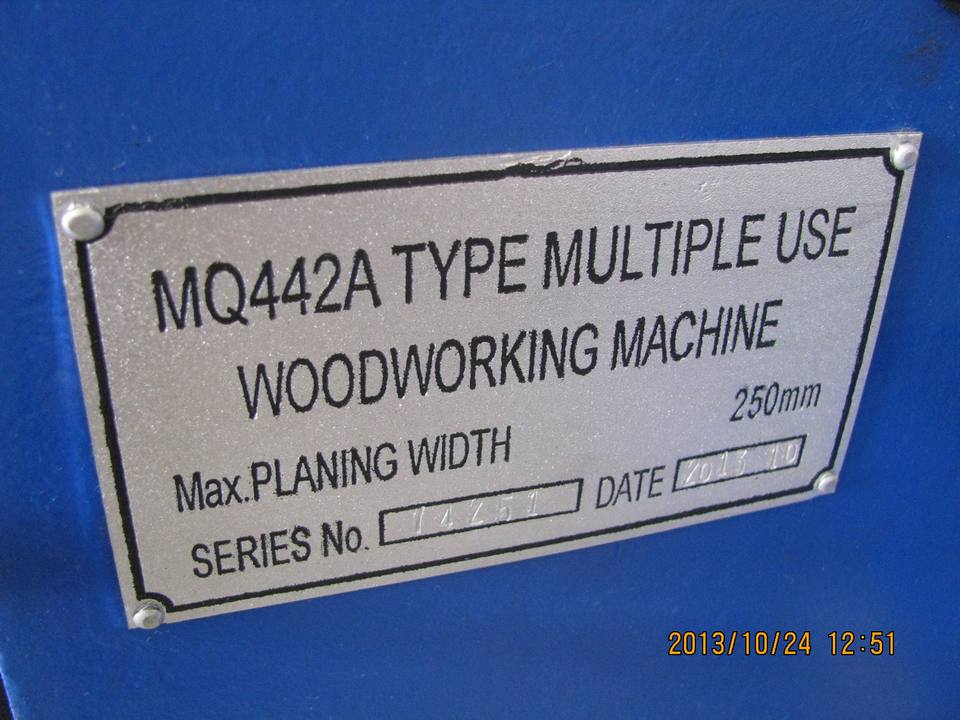 MQ442A TYPE MULTIPLE USE
WOODWORKING MACHINE
Max.PLANING WIDTH 250mm
SERIES No. 14251 DATE 2013 10
2013/10/24 12:51